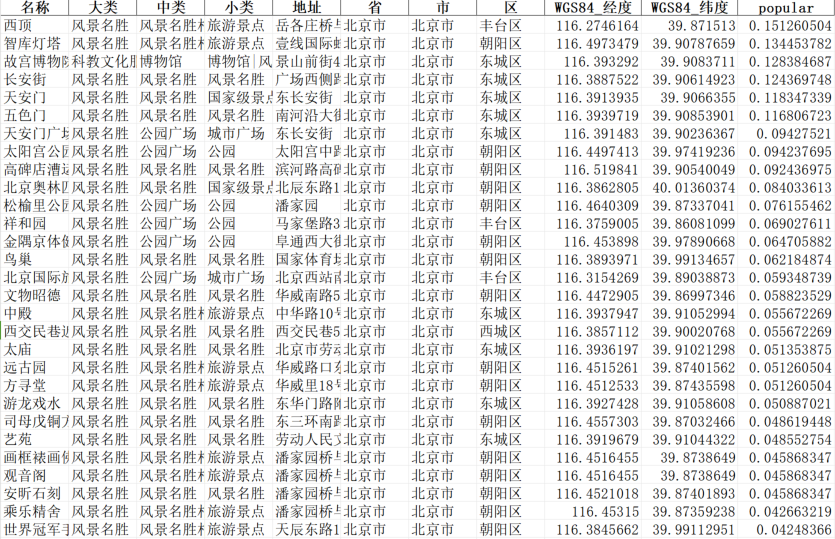 名称 大类 中类 小类 地址 省 市 区 WGS84_经度 WGS84_纬度 popular
西顶 风景名胜 风景名胜 旅游景点 岳各庄桥 北京市 北京市 丰台区 116.2746164 39.871513 0.151260504
智库灯塔 风景名胜 风景名胜 旅游景点 壹线国际 北京市 北京市 朝阳区 116.4973479 39.90787659 0.134453782
故宫博物院 科教文化 博物馆 博物馆|风 景山前街4 北京市 北京市 东城区 116.393292 39.9083711 0.128384687
长安街 风景名胜 风景名胜 风景名胜 广场西侧路 北京市 北京市 东城区 116.3887522 39.90614923 0.124369748
天安门 风景名胜 风景名胜 国家级景点 东长安街 北京市 北京市 东城区 116.3913935 39.9066355 0.118347339
五色门 风景名胜 风景名胜 风景名胜 南河沿大街 北京市 北京市 东城区 116.3939719 39.90853901 0.116806723
天安门广场 风景名胜 公园广场 城市广场 东长安街 北京市 北京市 东城区 116.391483 39.90236367 0.09427521
太阳宫公园 风景名胜 公园广场 公园 太阳宫中路 北京市 北京市 朝阳区 116.4497413 39.97419236 0.094237695
高碑店漕运 风景名胜 风景名胜 风景名胜 滨河路高碑 北京市 北京市 朝阳区 116.519841 39.90540049 0.092436975
北京奥林匹 风景名胜 风景名胜 国家级景点 北辰东路1 北京市 北京市 朝阳区 116.3862805 40.01360374 0.084033613
松榆里公园 风景名胜 公园广场 公园 潘家园 北京市 北京市 朝阳区 116.4640309 39.87337041 0.076155462
祥和园 风景名胜 公园广场 公园 马家堡路3 北京市 北京市 丰台区 116.3759005 39.86081099 0.069027611
金隅京体健 风景名胜 公园广场 公园 阜通西大街 北京市 北京市 朝阳区 116.453898 39.97890668 0.064705882
鸟巢 风景名胜 风景名胜 风景名胜 国家体育场 北京市 北京市 朝阳区 116.3893971 39.99134657 0.062184874
北京国际旅 风景名胜 公园广场 城市广场 北京西站南 北京市 北京市 丰台区 116.3154269 39.89038873 0.059348739
文物昭德 风景名胜 风景名胜 风景名胜 华威南路5 北京市 北京市 朝阳区 116.4472905 39.86997346 0.058823529
中殿 风景名胜 风景名胜 旅游景点 中华路10号 北京市 北京市 东城区 116.3937947 39.91052994 0.055672269
西交民巷近 风景名胜 风景名胜 风景名胜 西交民巷5 北京市 北京市 西城区 116.3857112 39.90020768 0.055672269
太庙 风景名胜 风景名胜 风景名胜 北京市劳动 北京市 北京市 东城区 116.3936197 39.91021298 0.051353875
远古园 风景名胜 风景名胜 旅游景点 华威路口东 北京市 北京市 朝阳区 116.4515261 39.87401562 0.051260504
方寻堂 风景名胜 风景名胜 旅游景点 华威里18号 北京市 北京市 朝阳区 116.4512533 39.87435598 0.051260504
游龙戏水 风景名胜 风景名胜 风景名胜 东华门路附 北京市 北京市 东城区 116.3927428 39.91058608 0.050887021
司母戊铜方 风景名胜 风景名胜 风景名胜 东三环南路 北京市 北京市 朝阳区 116.4557303 39.87032466 0.048619448
艺苑 风景名胜 风景名胜 风景名胜 劳动人民文 北京市 北京市 东城区 116.3919679 39.91044322 0.048552754
画框裱画 风景名胜 风景名胜 旅游景点 潘家园桥 北京市 北京市 朝阳区 116.4516455 39.8738649 0.045868347
观音阁 风景名胜 风景名胜 旅游景点 潘家园桥 北京市 北京市 朝阳区 116.4516455 39.8738649 0.045868347
安昕石刻 风景名胜 风景名胜 风景名胜 潘家园桥 北京市 北京市 朝阳区 116.4521018 39.87401893 0.045868347
乘乐精舍 风景名胜 风景名胜 旅游景点 潘家园桥 北京市 北京市 朝阳区 116.45315 39.87359238 0.042663219
世界冠军手 风景名胜 风景名胜 旅游景点 天辰东路1 北京市 北京市 朝阳区 116.3845662 39.99112951 0.04248366